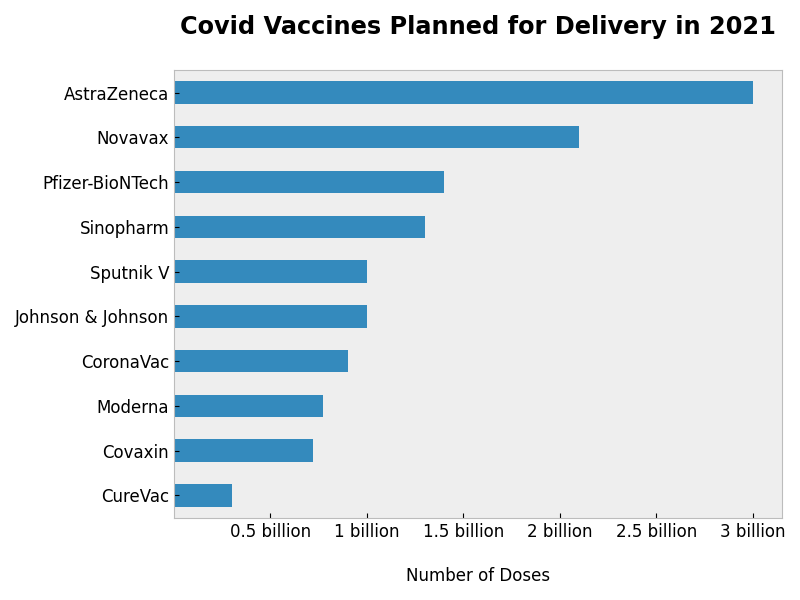 Covid Vaccines Planned for Delivery in 2021
AstraZeneca
Novavax
Pfizer-BioNTech
Sinopharm
Sputnik V
Johnson & Johnson
CoronaVac
Moderna
Covaxin
CureVac
0.5 billion 1 billion 1.5 billion 2 billion 2.5 billion 3 billion
Number of Doses